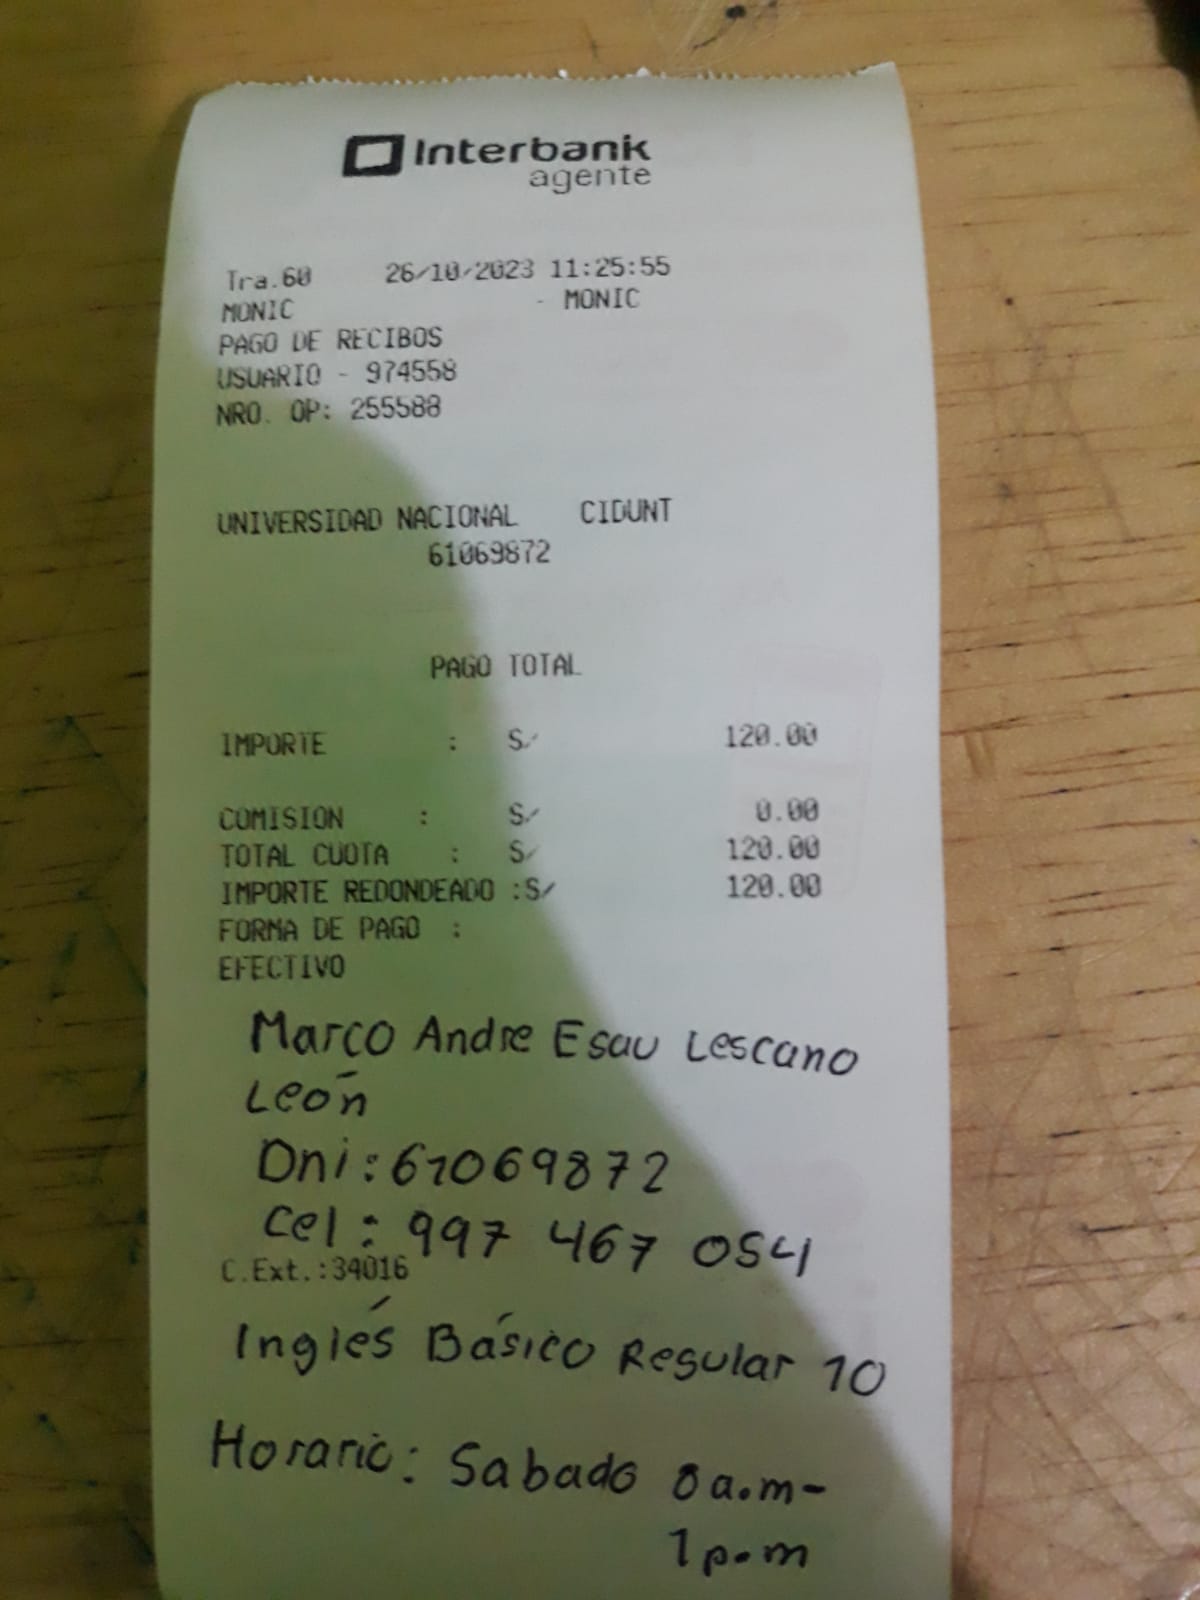 Interbank
agente
Tra.60 26/10/2023 11:25:55
MONIC - MONIC
PAGO DE RECIBOS
USUARIO - 974558
NRO. OP: 255588
UNIVERSIDAD NACIONAL CIDUNT
61069872
PAGO TOTAL
IMPORTE : S/ 120.00
COMISION : S/ 0.00
TOTAL CUOTA : S/ 120.00
IMPORTE REDONDEADO :S/ 120.00
FORMA DE PAGO :
EFECTIVO
Marco Andre Esau Lescano
León
Dni: 61069872
Cel: 997 467 054
C.Ext.:34016
Inglés Básico Regular 10
Horario: Sabado 8 a.m-
1 p.m